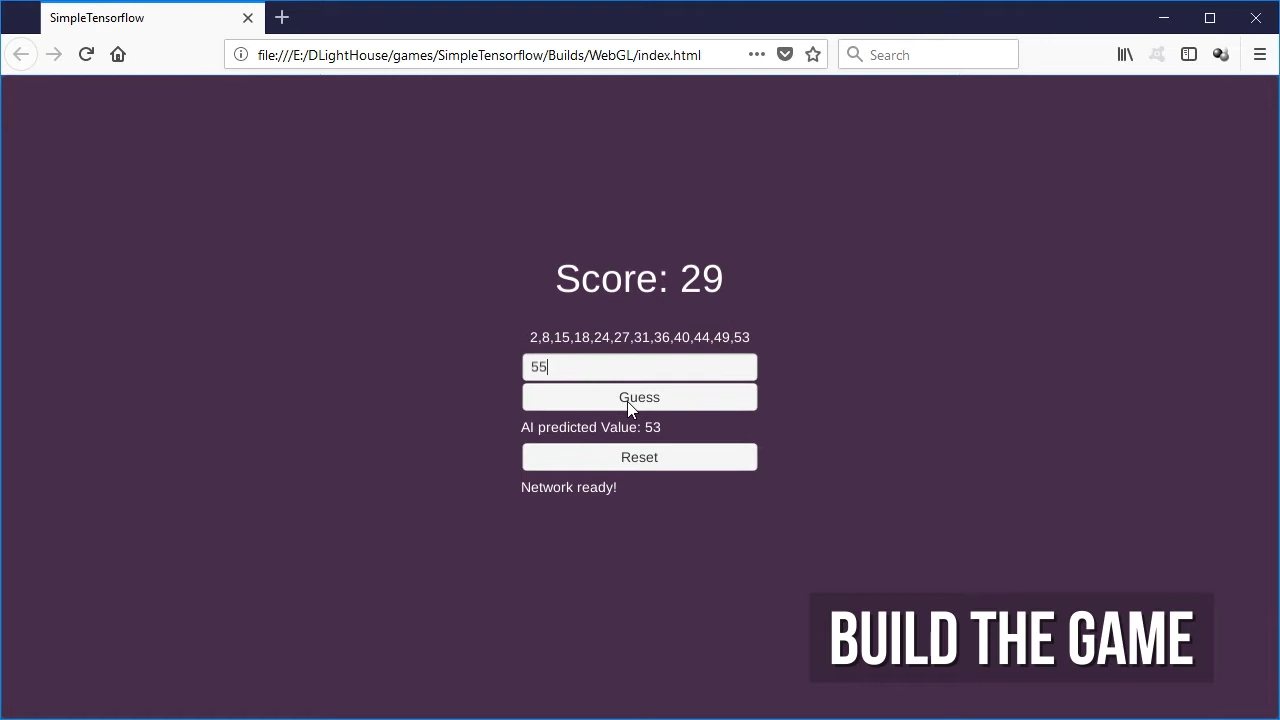 SimpleTensorflow
file:///E:/DLightHouse/games/SimpleTensorflow/Builds/WebGL/index.html
Search
Score: 29
2,8,15,18,24,27,31,36,40,44,49,53
55
Guess
AI predicted Value: 53
Reset
Network ready!
BUILD THE GAME